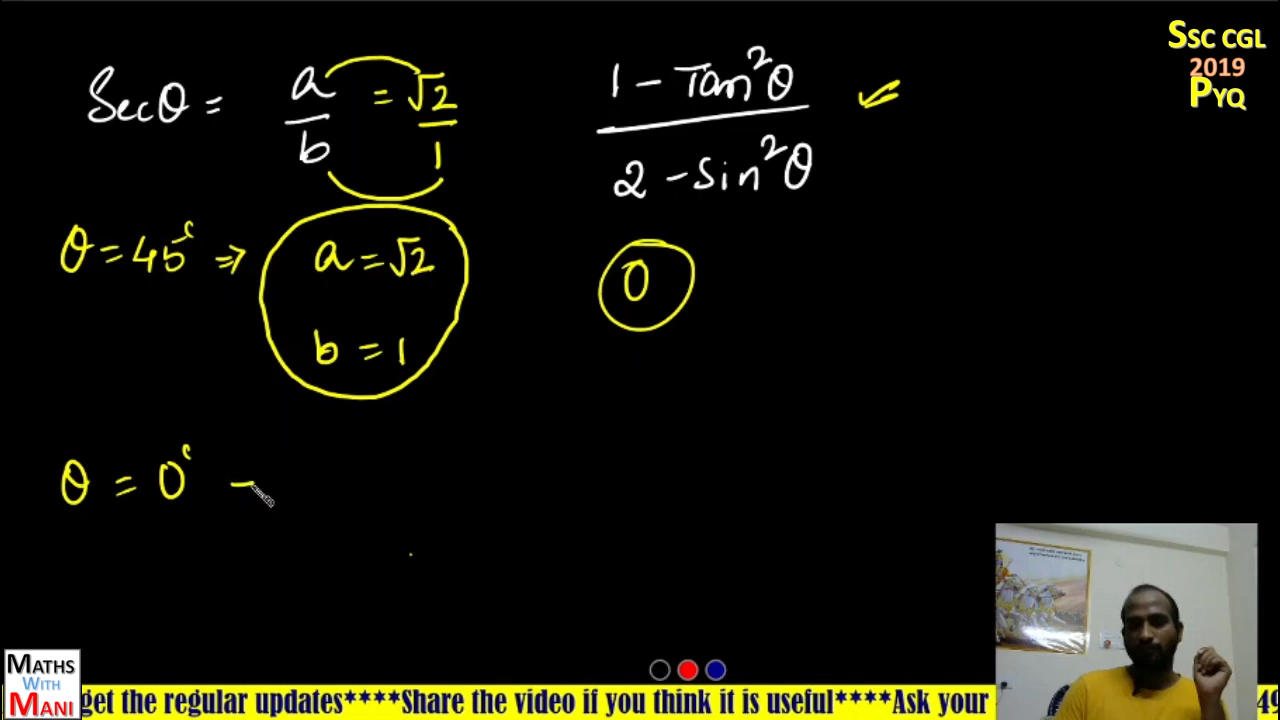 Secθ = a/b = √2/1
1 - Tan²θ / 2 - Sin²θ
SSC CGL
2019
PYQ
θ = 45° ⇒ a = √2
b = 1
0
θ = 0° -
MATHS
WITH
MANI
get the regular updates****Share the video if you think it is useful****Ask your